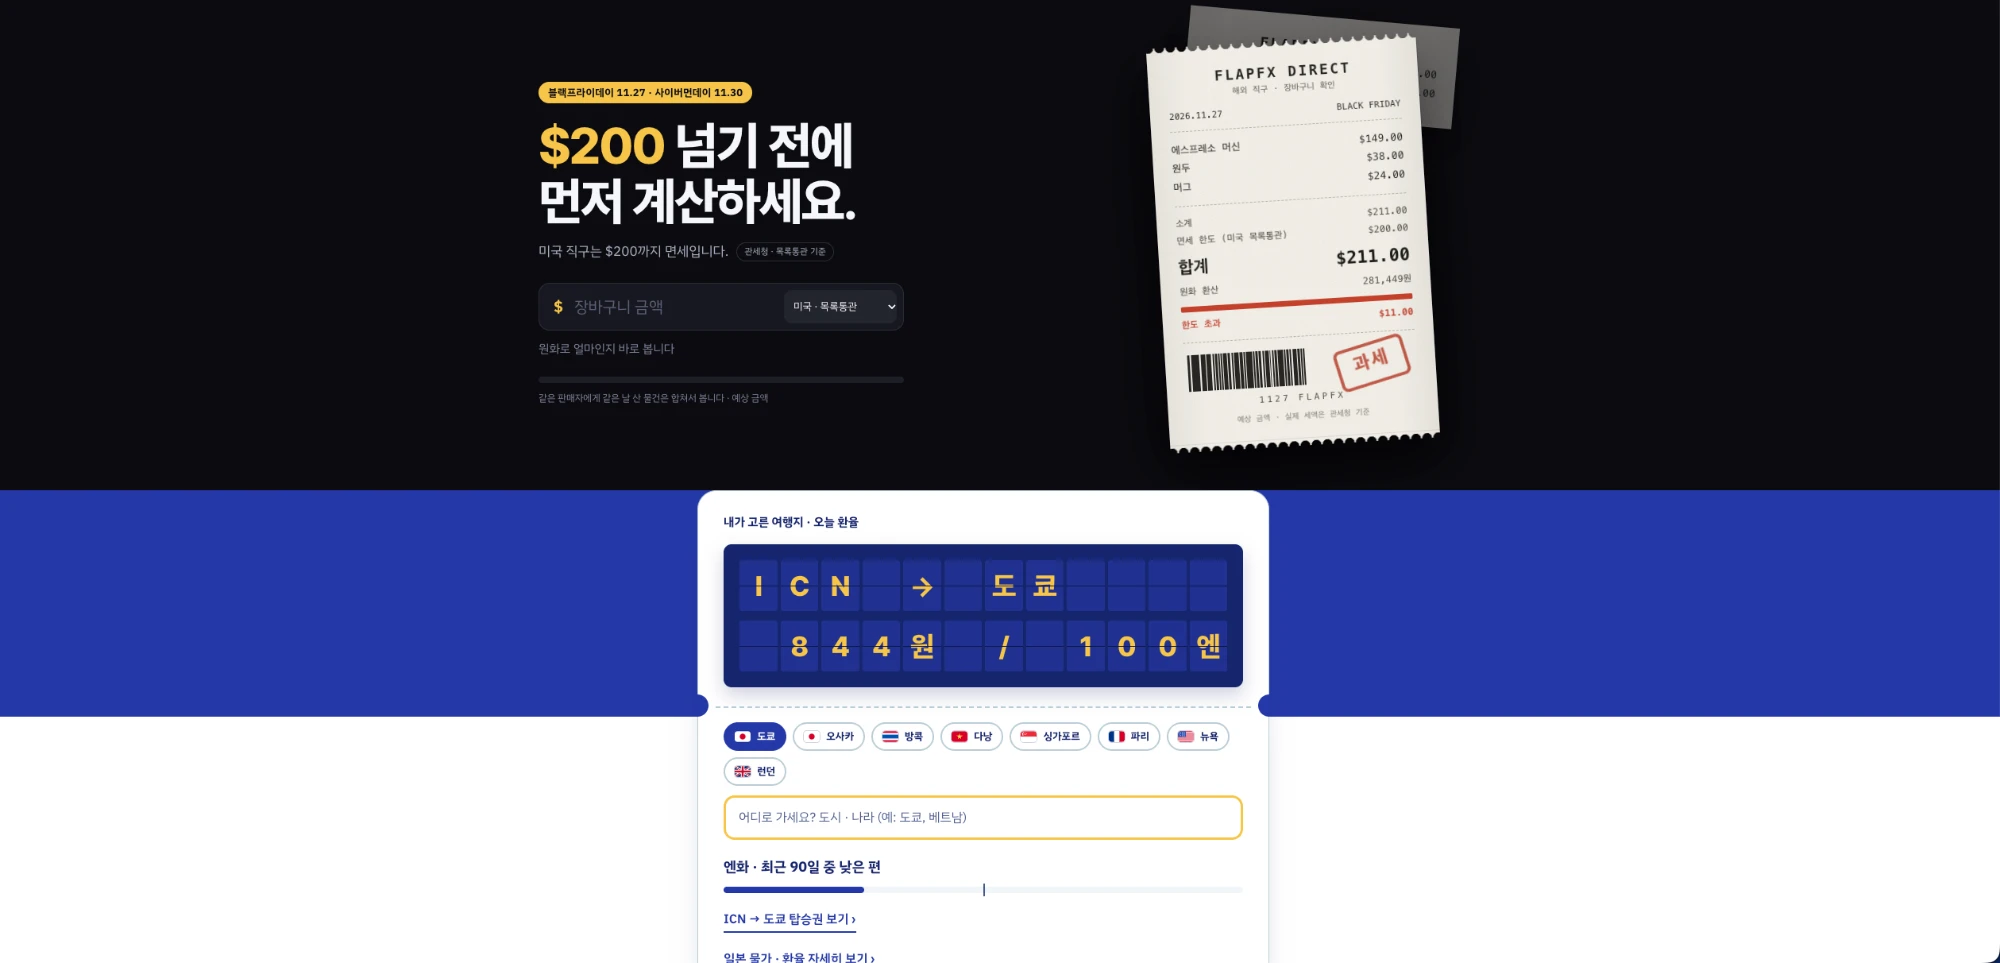 블랙프라이데이 11.27 · 사이버먼데이 11.30
$200 넘기 전에
먼저 계산하세요.
미국 직구는 $200까지 면세입니다. 관세청 · 목록통관 기준
$ 장바구니 금액 미국 · 목록통관
원화로 얼마인지 바로 봅니다
같은 판매자에게 같은 날 산 물건은 합쳐서 봅니다 · 예상 금액
FLAPFX DIRECT
해외 직구 · 장바구니 확인
2026.11.27 BLACK FRIDAY
에스프레소 머신 $149.00
원두 $38.00
머그 $24.00
소계 $211.00
면세 한도 (미국 목록통관) $200.00
합계 $211.00
원화 환산 281,449원
한도 초과 $11.00
과세
1127 FLAPFX
예상 금액 · 실제 세액은 관세청 기준
내가 고른 여행지 · 오늘 환율
ICN → 도쿄
844원 / 100엔
도쿄 오사카 방콕 다낭 싱가포르 파리 뉴욕
런던
어디로 가세요? 도시 · 나라 (예: 도쿄, 베트남)
엔화 · 최근 90일 중 낮은 편
ICN → 도쿄 탑승권 보기 ›
일본 물가 · 환율 자세히 보기 ›